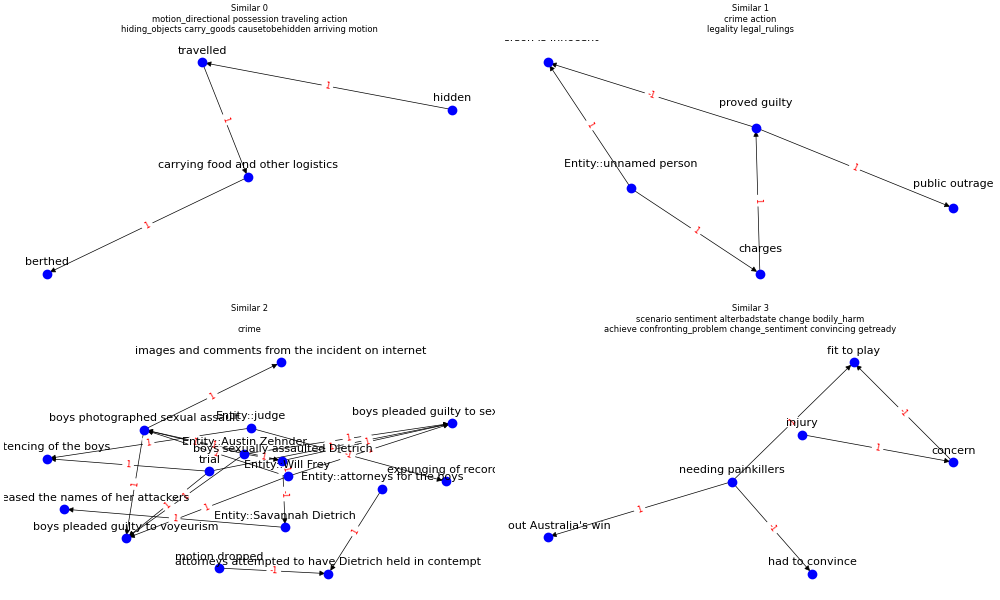 Similar 0
motion_directional possession traveling action
hiding_objects carry_goods causetobehidden arriving motion
travelled
1
hidden
1
carrying food and other logistics
1
berthed
Similar 1
crime action
legality legal_rulings
-1
proved guilty
1
Entity::unnamed person
1
public outrage
1
1
charges
Similar 2
crime
images and comments from the incident on internet
1
boys photographed sexual assault
Entity::judge
boys pleaded guilty to sex
tencing of the boys
1
1
1
1
Entity::Austin Zehnder
boys sexually assaulted Dietrich
trial
1
Entity::Will Frey
expunging of recor
Entity::attorneys for the boys
1
eased the names of her attackers
1
-1
1
1
Entity::Savannah Dietrich
1
boys pleaded guilty to voyeurism
1
motion dropped
attorneys attempted to have Dietrich held in contempt
-1
Similar 3
scenario sentiment alterbadstate change bodily_harm
achieve confronting_problem change_sentiment convincing getready
fit to play
-1
injury
1
concern
needing painkillers
1
out Australia's win
-1
had to convince